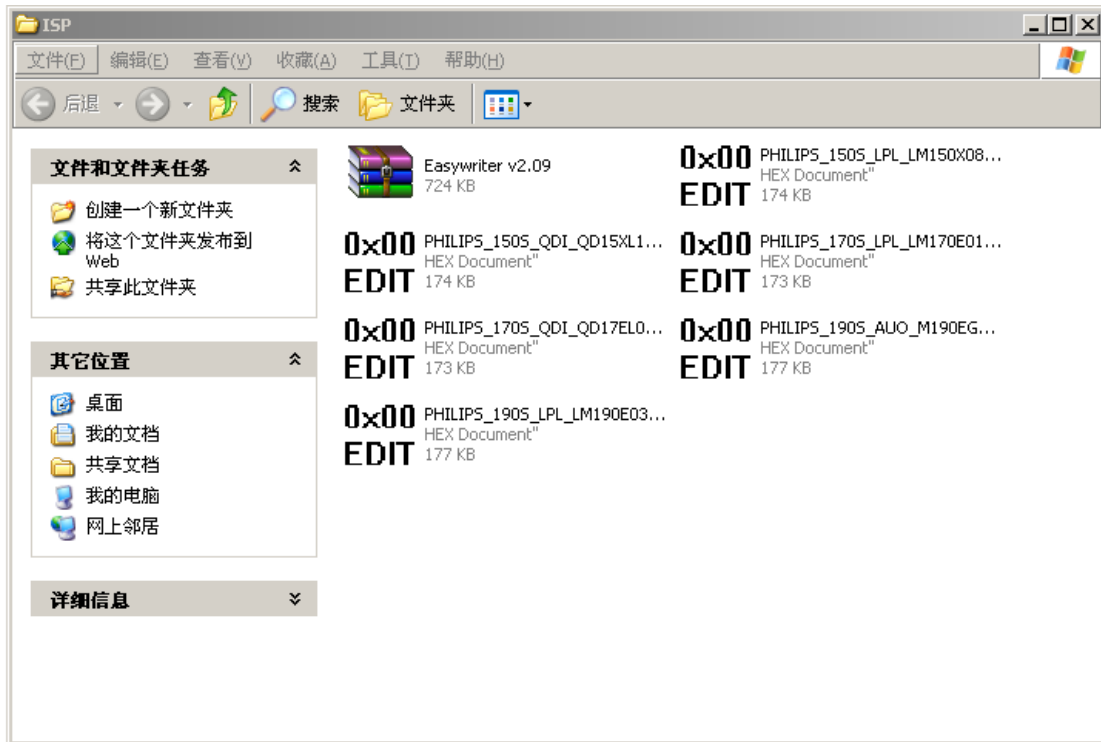 ISP
文件(F) 编辑(E) 查看(V) 收藏(A) 工具(T) 帮助(H)
后退 搜索 文件夹
文件和文件夹任务
创建一个新文件夹
将这个文件夹发布到
Web
共享此文件夹
其它位置
桌面
我的文档
共享文档
我的电脑
网上邻居
详细信息
Easywriter v2.09
724 KB
0x00 EDIT
PHILIPS_150S_LPL_LM150X08...
HEX Document"
174 KB
0x00 EDIT
PHILIPS_150S_QDI_QD15XL1...
HEX Document"
174 KB
0x00 EDIT
PHILIPS_170S_LPL_LM170E01...
HEX Document"
173 KB
0x00 EDIT
PHILIPS_170S_QDI_QD17EL0...
HEX Document"
173 KB
0x00 EDIT
PHILIPS_190S_AUO_M190EG...
HEX Document"
177 KB
0x00 EDIT
PHILIPS_190S_LPL_LM190E03...
HEX Document"
177 KB